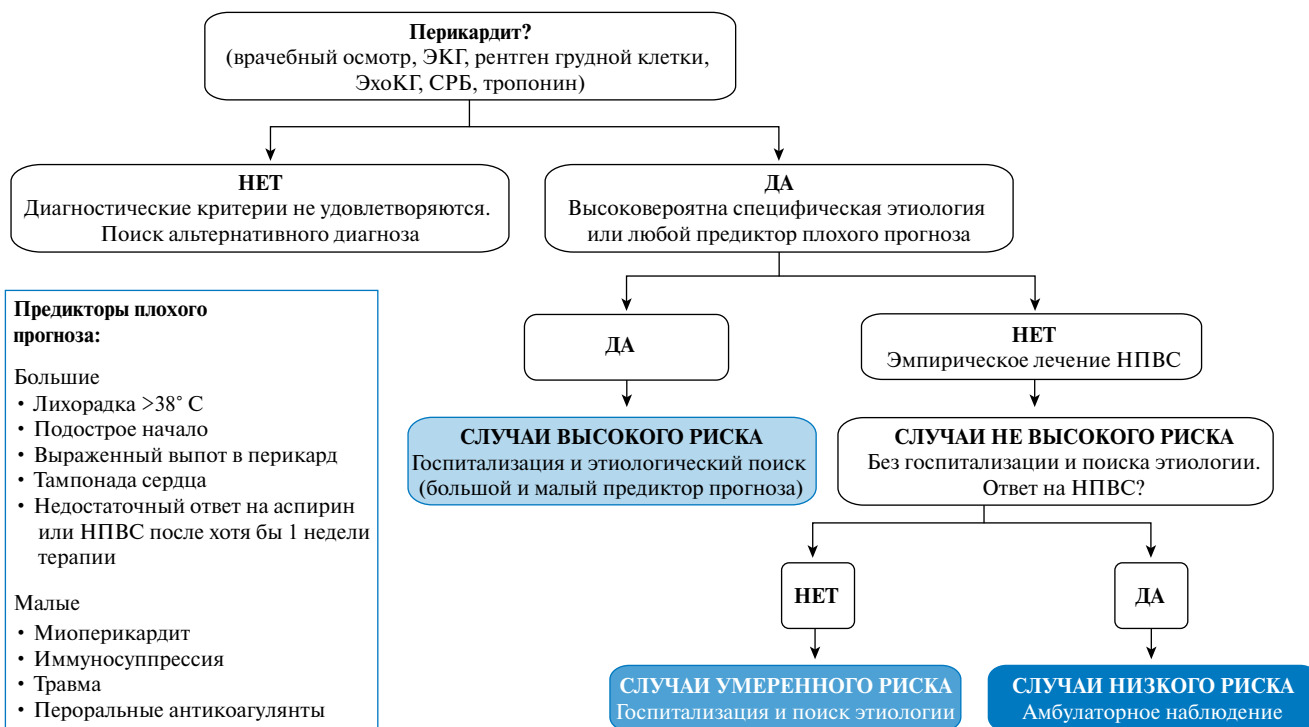 Перикардит?
(врачебный осмотр, ЭКГ, рентген грудной клетки,
ЭхоКГ, СРБ, тропонин)
НЕТ
Диагностические критерии не удовлетворяются.
Поиск альтернативного диагноза
ДА
Высоковероятна специфическая этиология
или любой предиктор плохого прогноза
Предикторы плохого
прогноза:
Большие
• Лихорадка >38° С
• Подострое начало
• Выраженный выпот в перикард
• Тампонада сердца
• Недостаточный ответ на аспирин
или НПВС после хотя бы 1 недели
терапии
Малые
• Миоперикардит
• Иммуносуппрессия
• Травма
• Пероральные антикоагулянты
ДА
НЕТ
Эмпирическое лечение НПВС
СЛУЧАИ ВЫСОКОГО РИСКА
Госпитализация и этиологический поиск
(большой и малый предиктор прогноза)
СЛУЧАИ НЕ ВЫСОКОГО РИСКА
Без госпитализации и поиска этиологии.
Ответ на НПВС?
НЕТ
ДА
СЛУЧАИ УМЕРЕННОГО РИСКА
Госпитализация и поиск этиологии
СЛУЧАИ НИЗКОГО РИСКА
Амбулаторное наблюдение